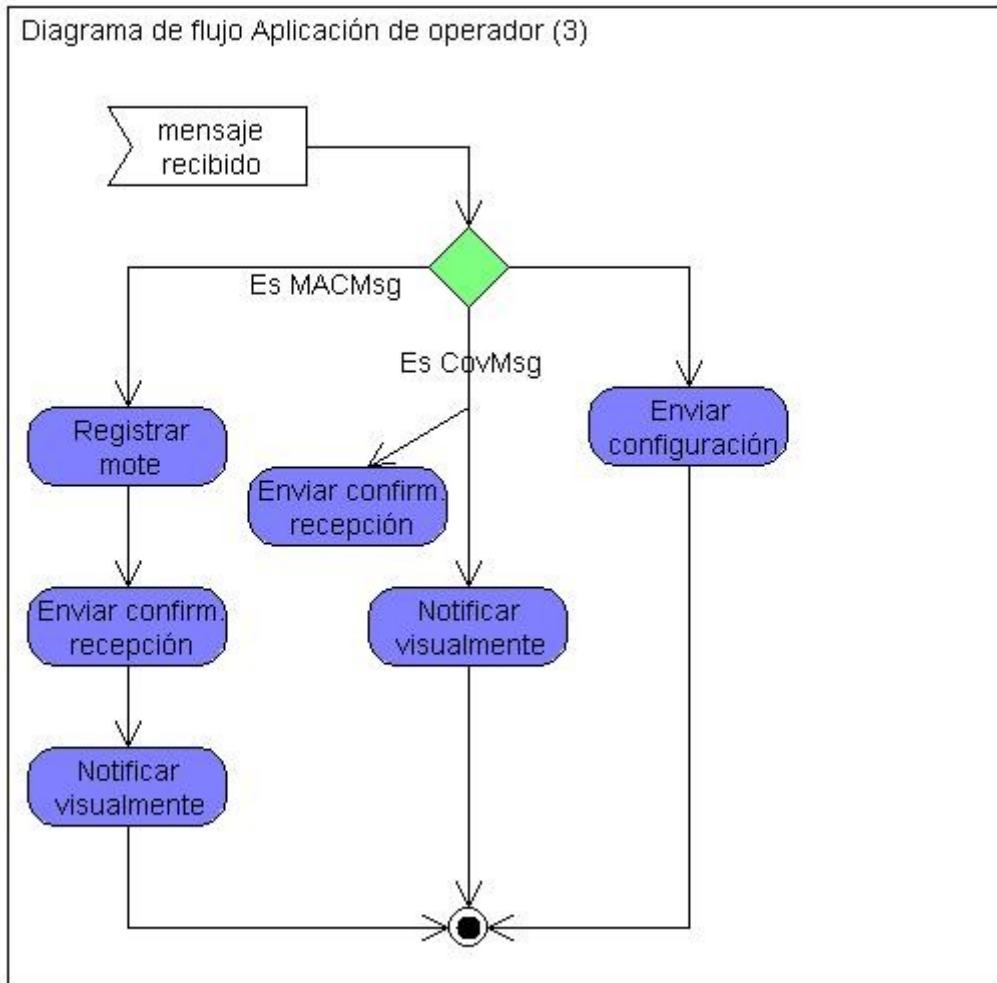 Diagrama de flujo Aplicación de operador (3)
mensaje
recibido
Es MACMsg
Es CovMsg
Registrar
mote
Enviar
configuración
Enviar confirm.
recepción
Enviar confirm.
recepción
Notificar
visualmente
Notificar
visualmente